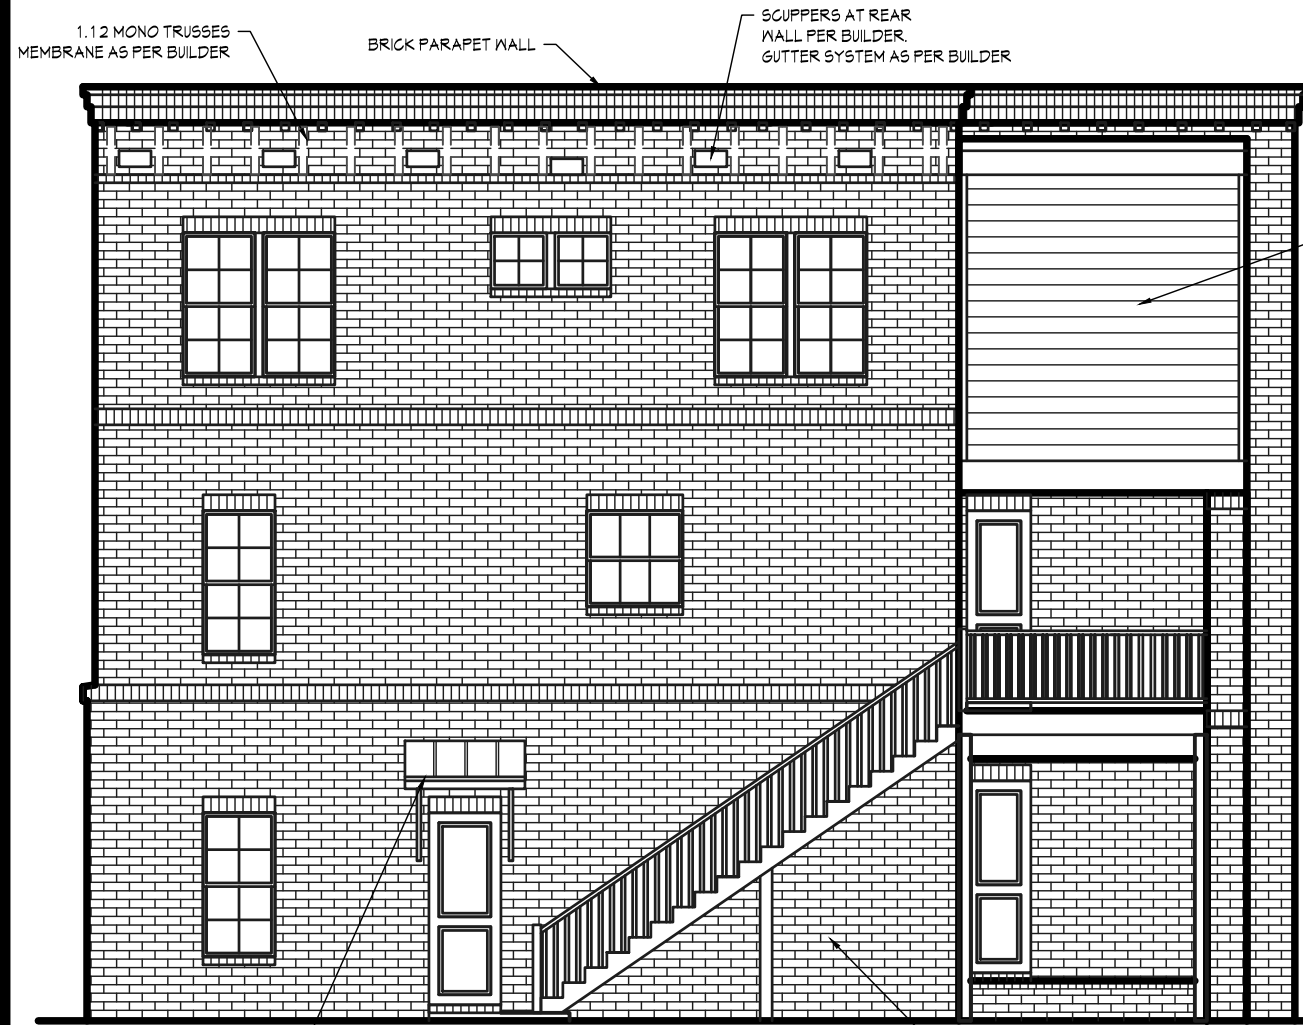 1.12 MONO TRUSSES
MEMBRANE AS PER BUILDER
BRICK PARAPET WALL
SCUPPERS AT REAR
WALL PER BUILDER.
GUTTER SYSTEM AS PER BUILDER